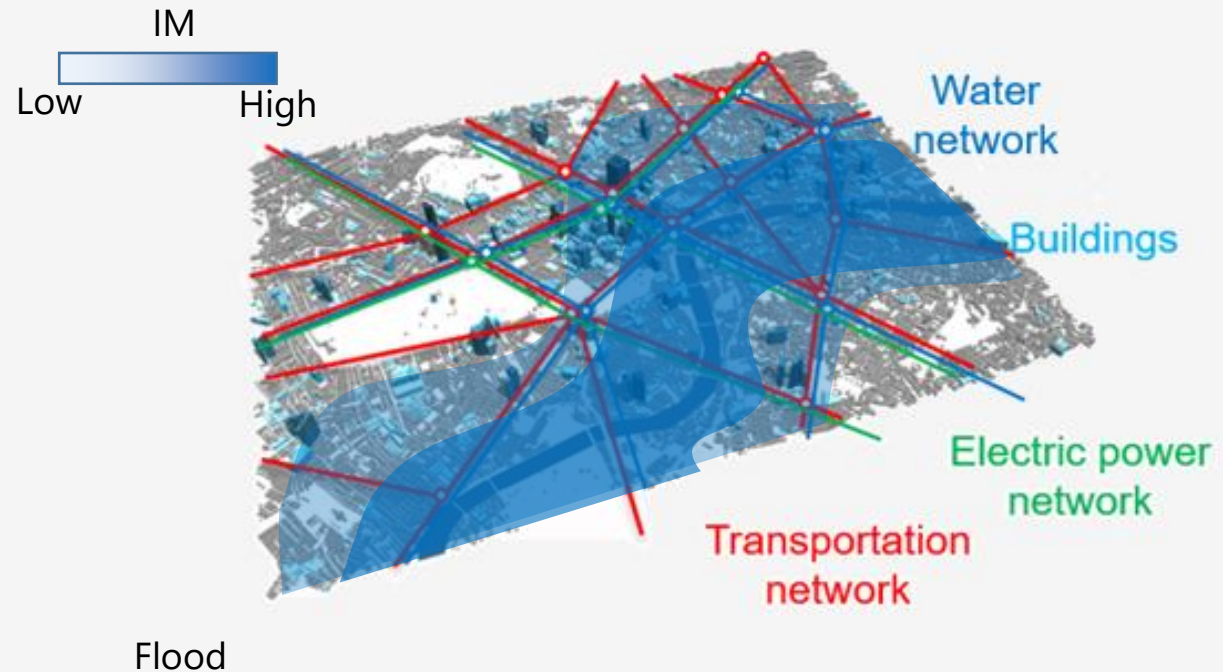 IM
Low
High
Water
network
Buildings
Electric power
network
Transportation
network
Flood